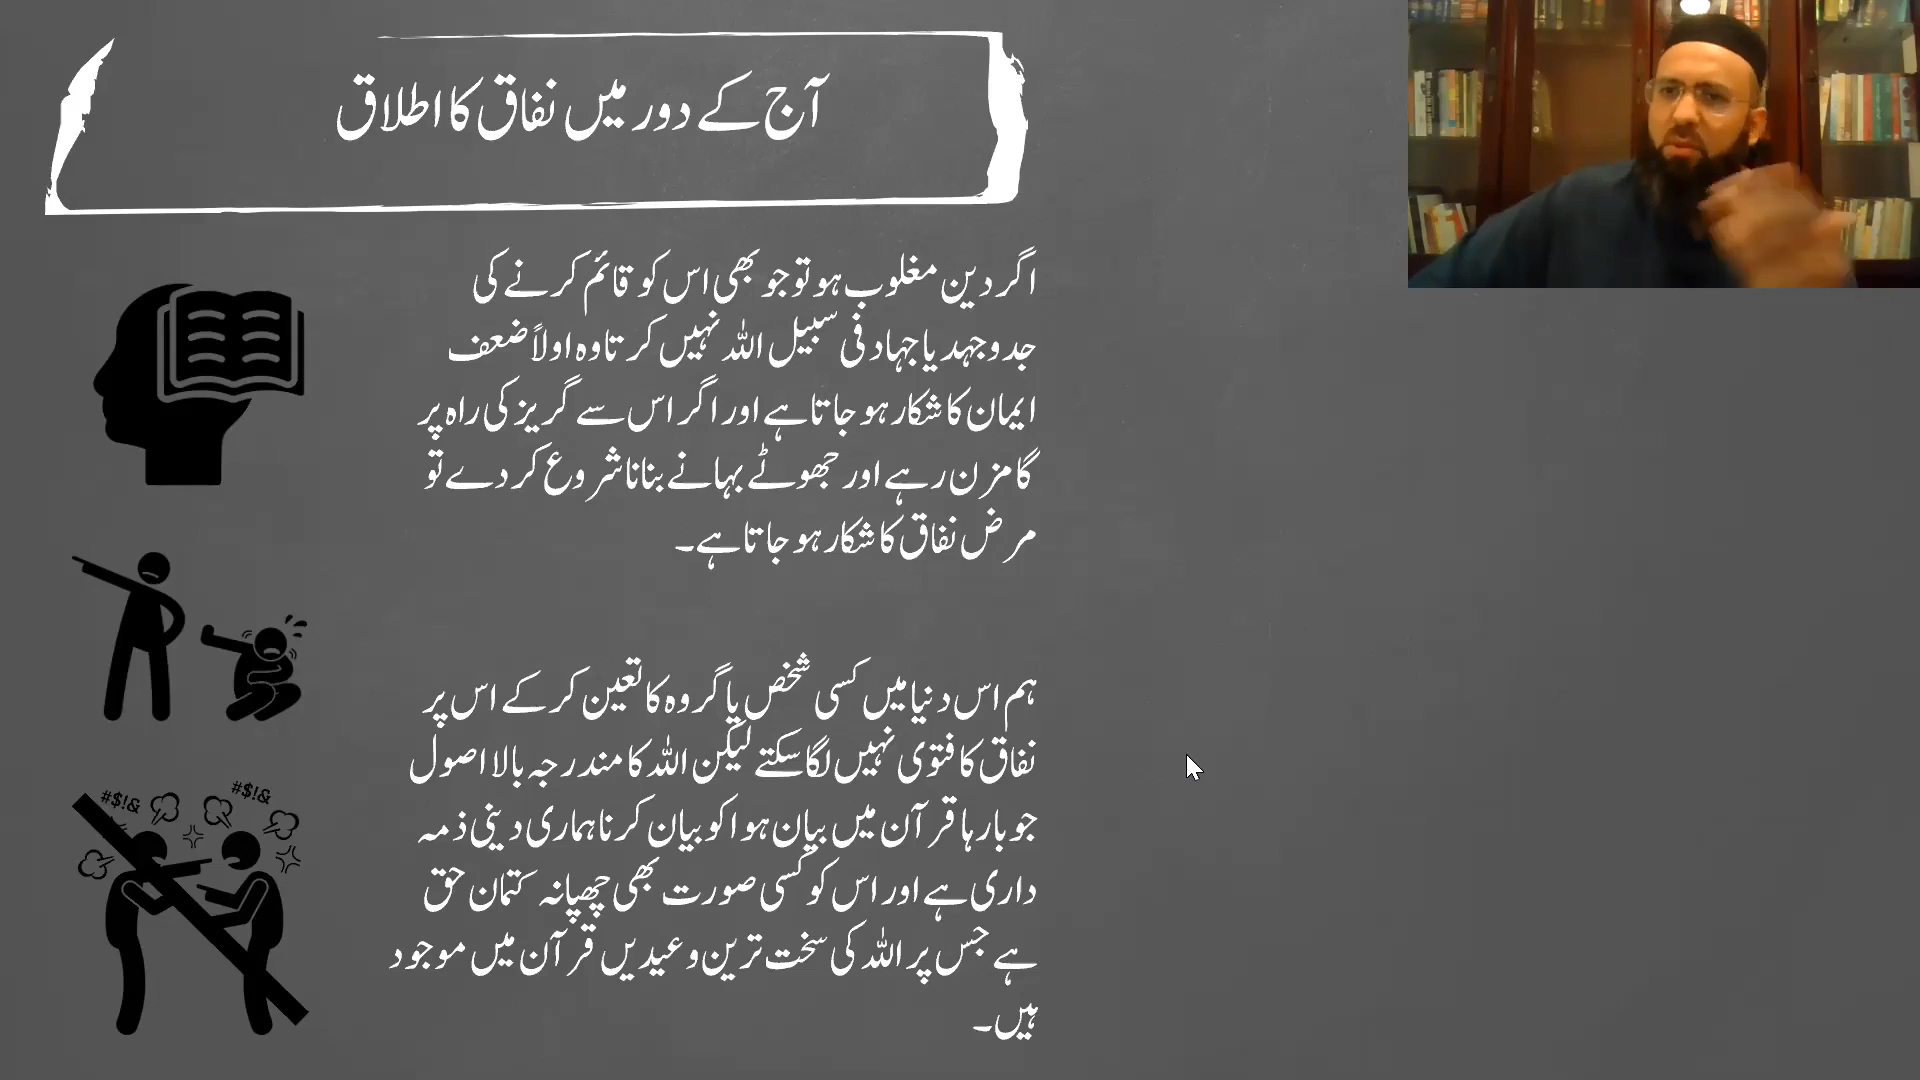 آج کے دور میں نفاق کا اطلاق
اگر دین مغلوب ہو تو جو بھی اس کو قائم کرنے کی
جدوجہد یا جہاد فی سبیل اللہ نہیں کرتا وہ اولاً ضعف
ایمان کا شکار ہو جاتا ہے اور اگر اس سے گریز کی راہ پر
گامزن رہے اور جھوٹے بہانے بنانا شروع کر دے تو
مرض نفاق کا شکار ہو جاتا ہے۔
ہم اس دنیا میں کسی شخص یا گروہ کا تعین کر کے اس پر
نفاق کا فتوی نہیں لگا سکتے لیکن اللہ کا مندرجہ بالا اصول
جو بارہا قرآن میں بیان ہوا کو بیان کرنا ہماری دینی ذمہ
داری ہے اور اس کو کسی صورت بھی چھپانہ کتمان حق
ہے جس پر اللہ کی سخت ترین وعیدیں قرآن میں موجود
ہیں۔
#$!&
#$!&